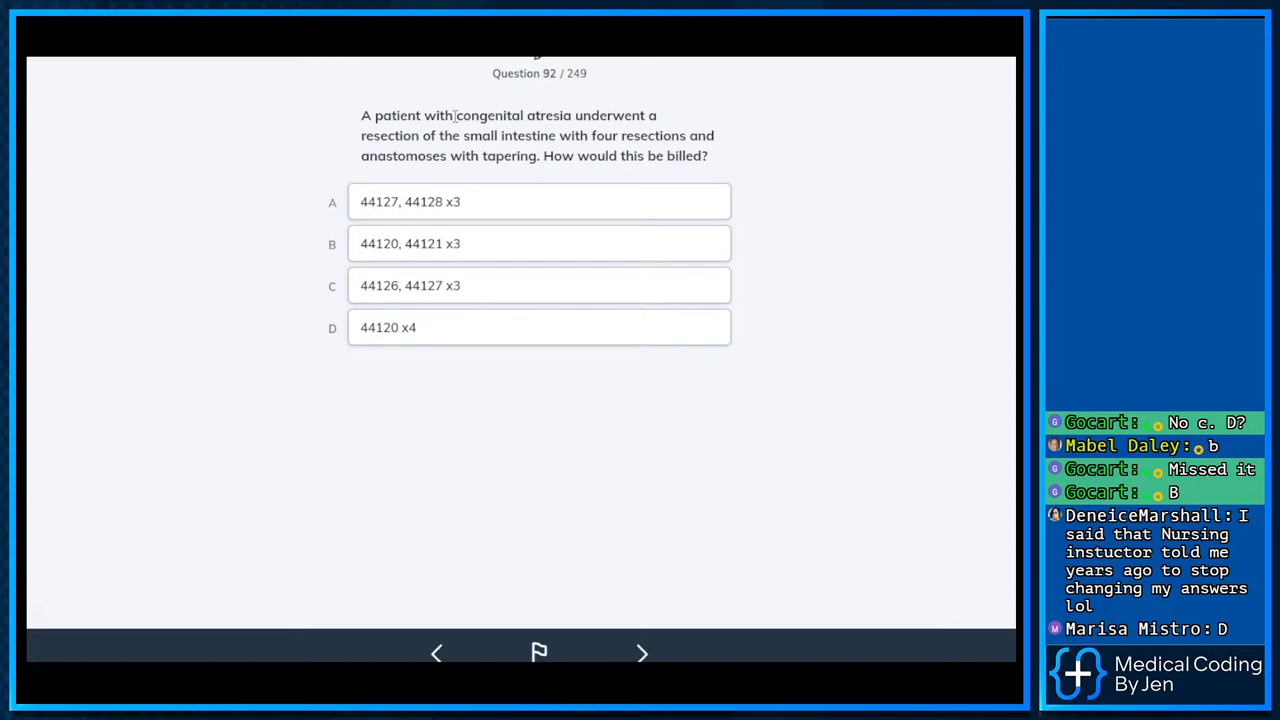 Question 92 / 249
A patient with congenital atresia underwent a
resection of the small intestine with four resections and
anastomoses with tapering. How would this be billed?
A 44127, 44128 x3
B 44120, 44121 x3
C 44126, 44127 x3
D 44120 x4
G Gocart: No c. D?
Mabel Daley: b
G Gocart: Missed it
G Gocart: B
DeneiceMarshall: I
said that Nursing
instuctor told me
years ago to stop
changing my answers
lol
M Marisa Mistro: D
Medical Coding
By Jen